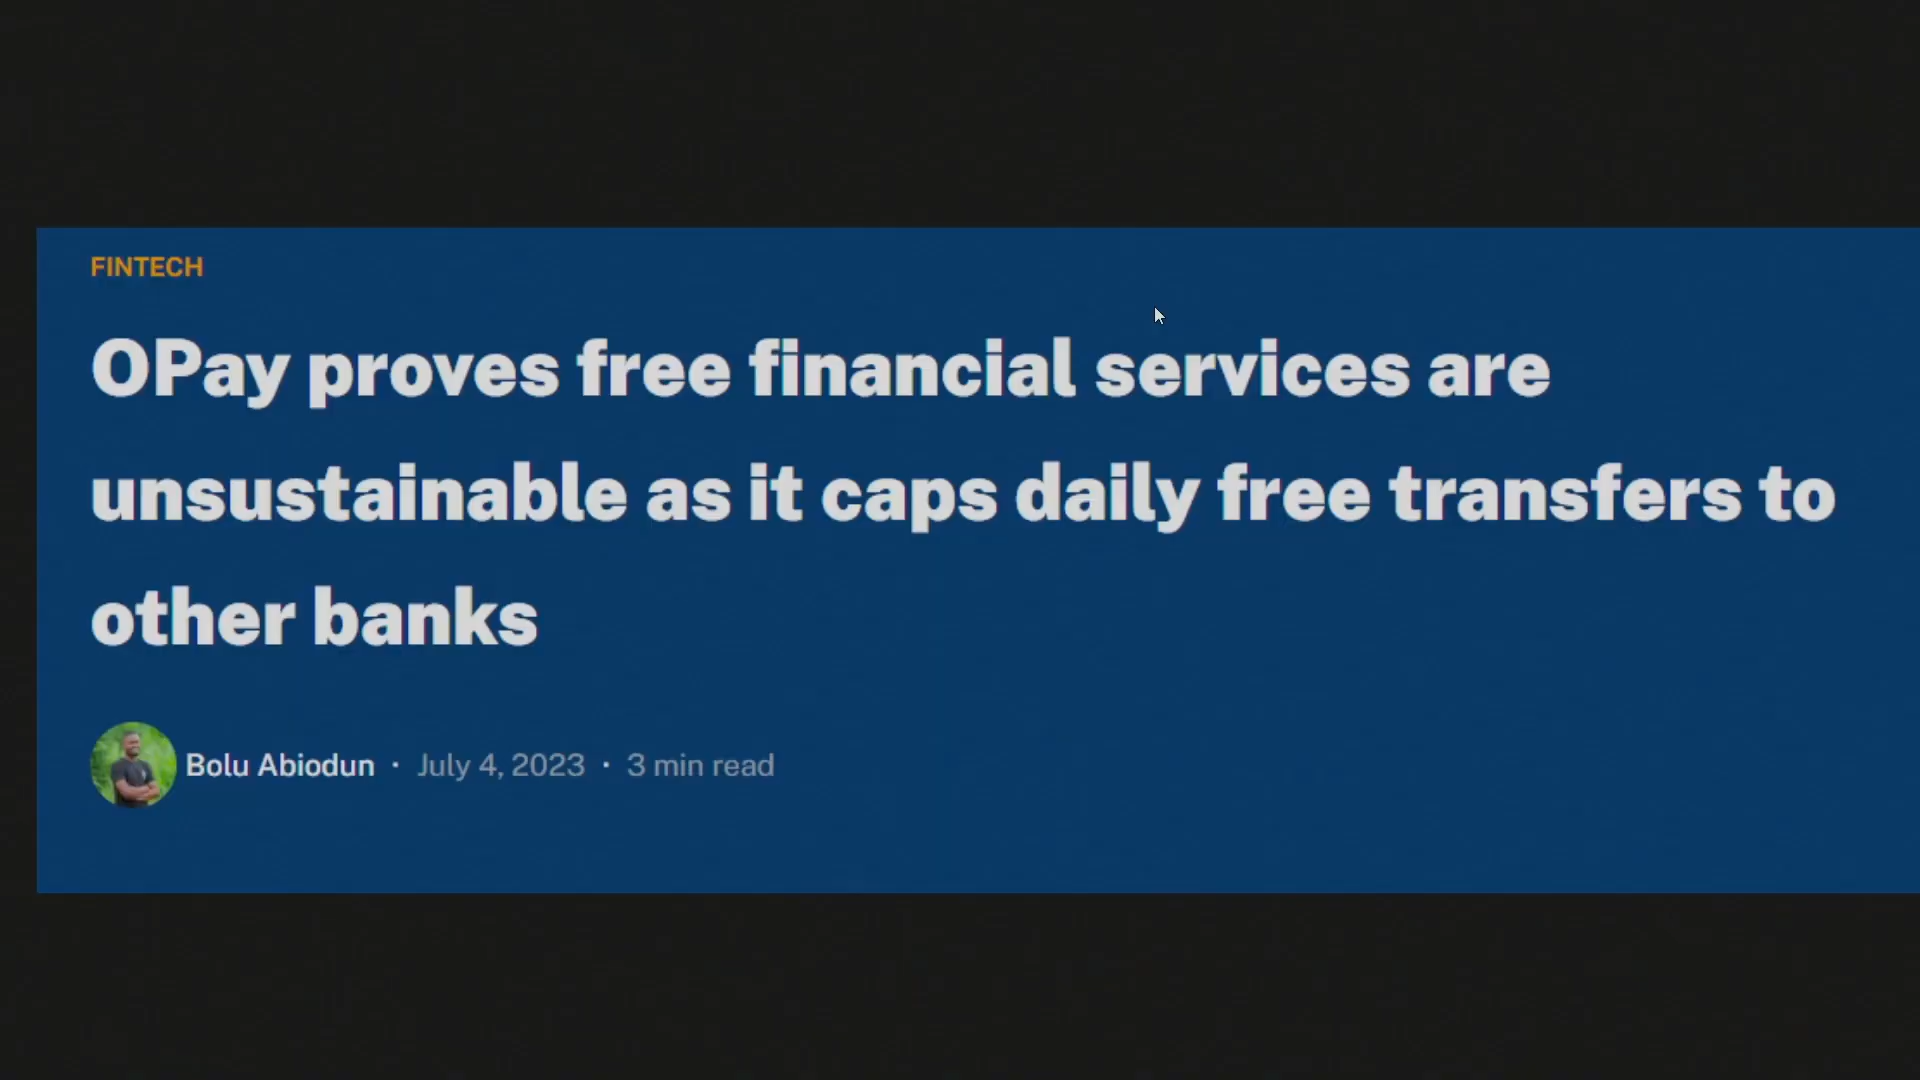 FINTECH
OPay proves free financial services are
unsustainable as it caps daily free transfers to
other banks
Bolu Abiodun · July 4, 2023 · 3 min read